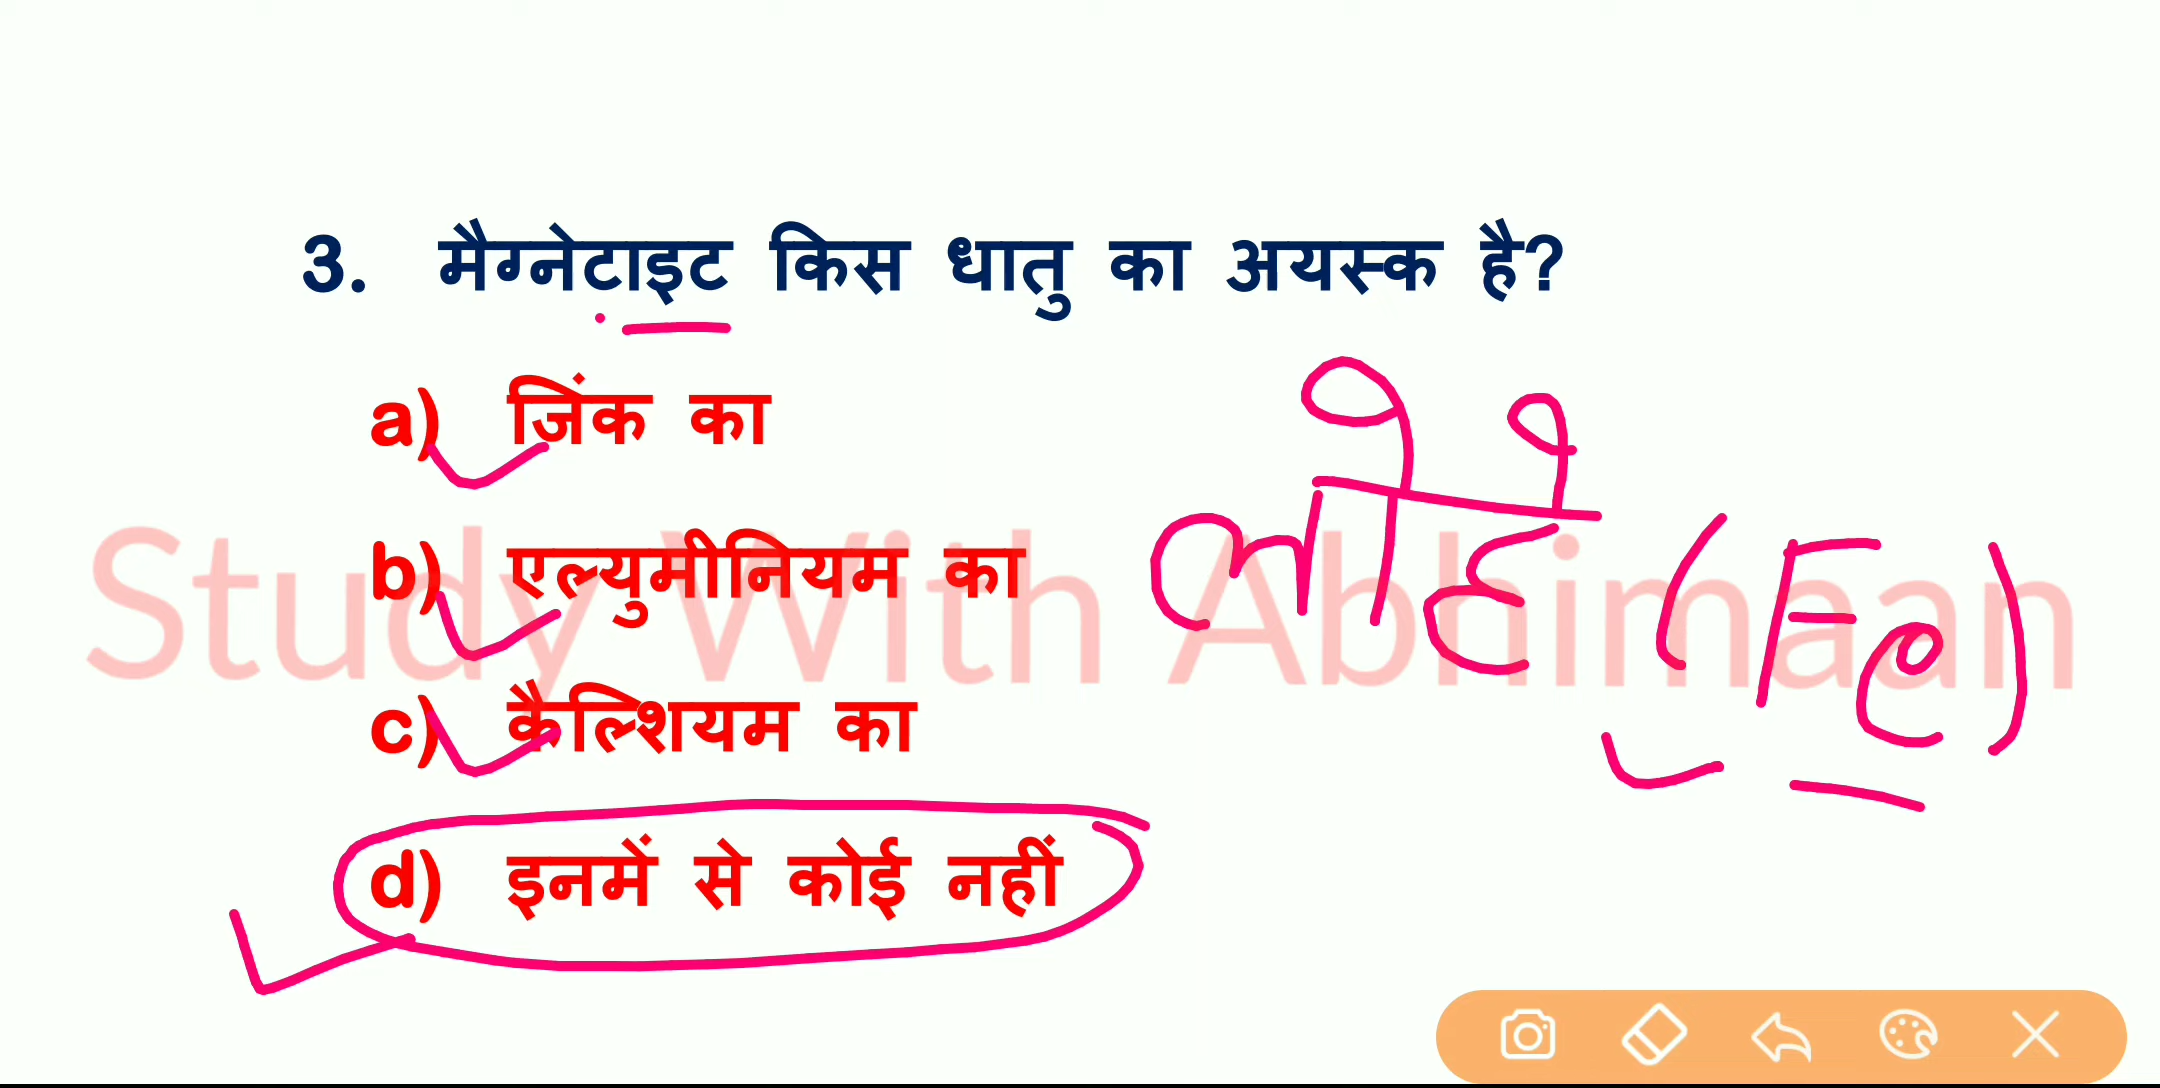 3. मैग्नेटाइट किस धातु का अयस्क है?
a) जिंक का
b) एल्युमीनियम का
c) कैल्शियम का
d) इनमें से कोई नहीं
लौह (Fe)
Study With Abhimaan